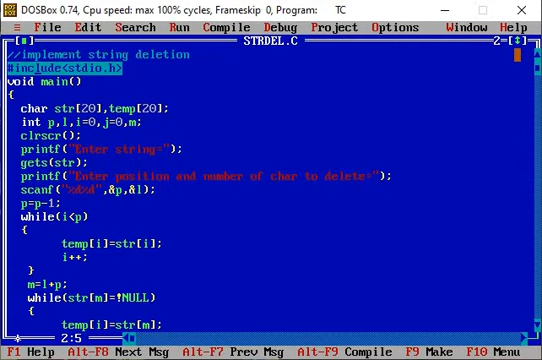 DOSBox 0.74, Cpu speed: max 100% cycles, Frameskip 0, Program: TC
≡ File Edit Search Run Compile Debug Project Options Window Help
[■] STRDEL.C 2=[↕]
//implement string deletion
#include<stdio.h>
void main()
{
char str[20],temp[20];
int p,l,i=0,j=0,m;
clrscr();
printf("Enter string=");
gets(str);
printf("Enter position and number of char to delete=");
scanf("%d%d",&p,&l);
p=p-1;
while(i<p)
{
temp[i]=str[i];
i++;
}
m=l+p;
while(str[m]=!NULL
{
temp[i]=str[m];
2:5
F1 Help Alt-F8 Next Msg Alt-F7 Prev Msg Alt-F9 Compile F9 Make F10 Menu